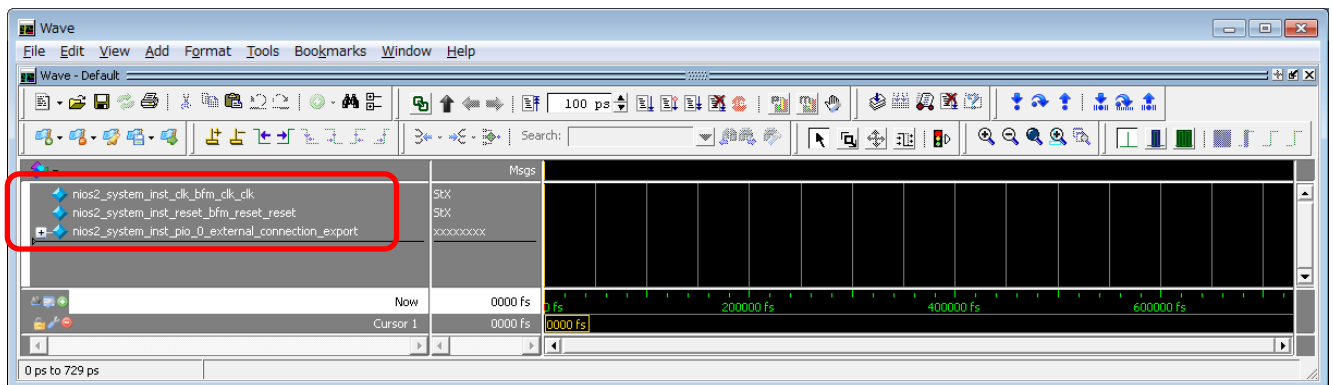 Wave
File Edit View Add Format Tools Bookmarks Window Help
Wave - Default
100 ps
Search:
Msgs
nios2_system_inst_clk_bfm_clk_clk StX
nios2_system_inst_reset_bfm_reset_reset StX
nios2_system_inst_pio_0_external_connection_export xxxxxxxx
Now 0000 fs 0 fs 200000 fs 400000 fs 600000 fs
Cursor 1 0000 fs 0000 fs
0 ps to 729 ps